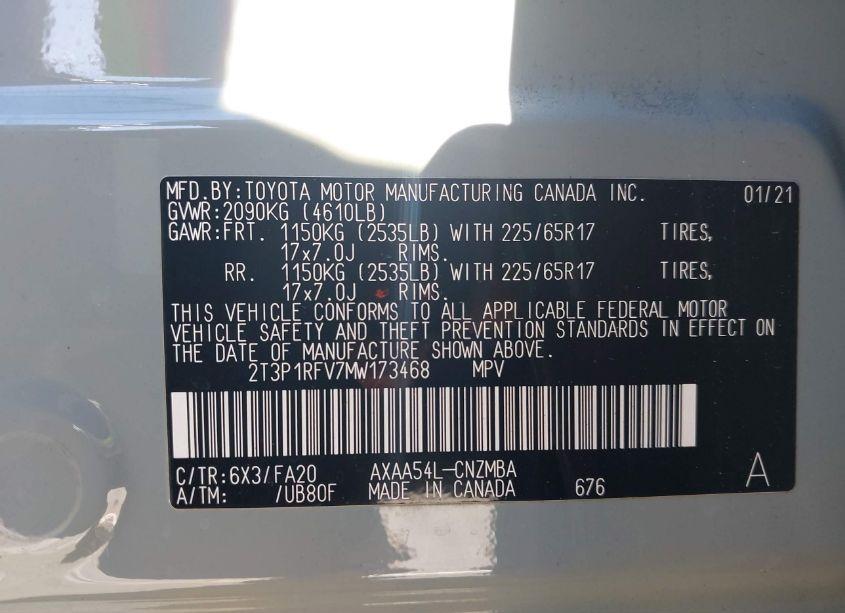 MFD.BY:TOYOTA MOTOR MANUFACTURING CANADA INC. 01/21
GVWR:2090KG (4610LB)
GAWR:FRT. 1150KG (2535LB) WITH 225/65R17 TIRES,
17x7.0J RIMS.
RR. 1150KG (2535LB) WITH 225/65R17 TIRES,
17x7.0J RIMS.
THIS VEHICLE CONFORMS TO ALL APPLICABLE FEDERAL MOTOR
VEHICLE SAFETY AND THEFT PREVENTION STANDARDS IN EFFECT ON
THE DATE OF MANUFACTURE SHOWN ABOVE.
2T3P1RFV7MW173468 MPV
C/TR:6X3/FA20 AXAA54L-CNZMBA A
A/TM: /UB80F MADE IN CANADA 676